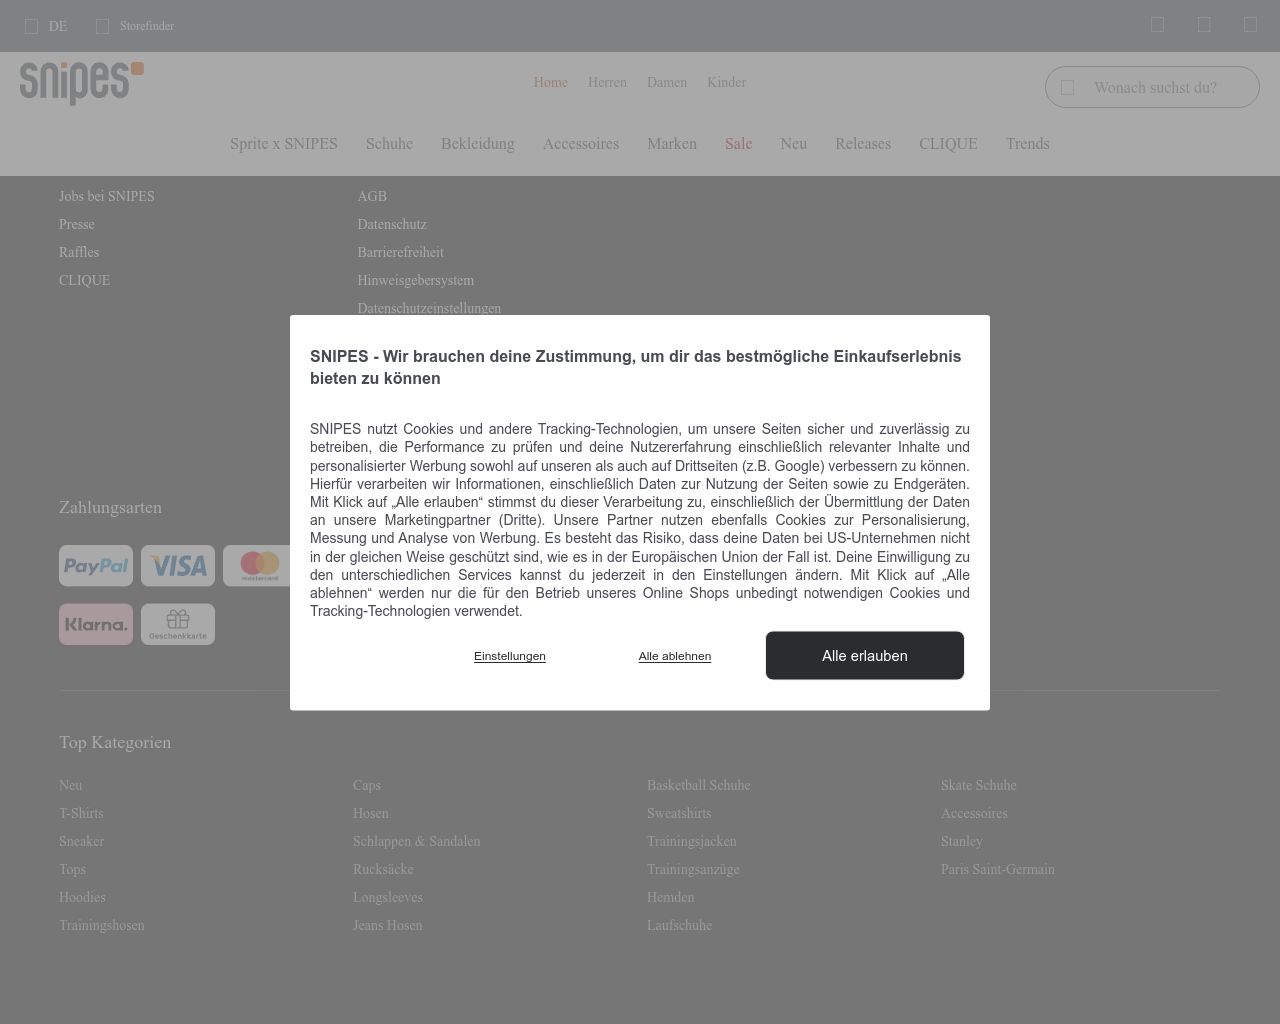 DE
Storefinder
snipes
Home
Herren
Damen
Kinder
Wonach suchst du?
Sprite x SNIPES
Schuhe
Bekleidung
Accessoires
Marken
Sale
Neu
Releases
CLIQUE
Trends
Jobs bei SNIPES
Presse
Raffles
CLIQUE
AGB
Datenschutz
Barrierefreiheit
Hinweisgebersystem
Datenschutzeinstellungen
SNIPES - Wir brauchen deine Zustimmung, um dir das bestmögliche Einkaufserlebnis
bieten zu können
SNIPES nutzt Cookies und andere Tracking-Technologien, um unsere Seiten sicher und zuverlässig zu
betreiben, die Performance zu prüfen und deine Nutzererfahrung einschließlich relevanter Inhalte und
personalisierter Werbung sowohl auf unseren als auch auf Drittseiten (z.B. Google) verbessern zu können.
Hierfür verarbeiten wir Informationen, einschließlich Daten zur Nutzung der Seiten sowie zu Endgeräten.
Mit Klick auf „Alle erlauben“ stimmst du dieser Verarbeitung zu, einschließlich der Übermittlung der Daten
an unsere Marketingpartner (Dritte). Unsere Partner nutzen ebenfalls Cookies zur Personalisierung,
Messung und Analyse von Werbung. Es besteht das Risiko, dass deine Daten bei US-Unternehmen nicht
in der gleichen Weise geschützt sind, wie es in der Europäischen Union der Fall ist. Deine Einwilligung zu
den unterschiedlichen Services kannst du jederzeit in den Einstellungen ändern. Mit Klick auf „Alle
ablehnen“ werden nur die für den Betrieb unseres Online Shops unbedingt notwendigen Cookies und
Tracking-Technologien verwendet.
Einstellungen
Alle ablehnen
Alle erlauben
Zahlungsarten
PayPal
VISA
mastercard
Klarna.
Geschenkkarte
Top Kategorien
Neu
T-Shirts
Sneaker
Tops
Hoodies
Trainingshosen
Caps
Hosen
Schlappen & Sandalen
Rucksäcke
Longsleeves
Jeans Hosen
Basketball Schuhe
Sweatshirts
Trainingsjacken
Trainingsanzüge
Hemden
Laufschuhe
Skate Schuhe
Accessoires
Stanley
Paris Saint-Germain